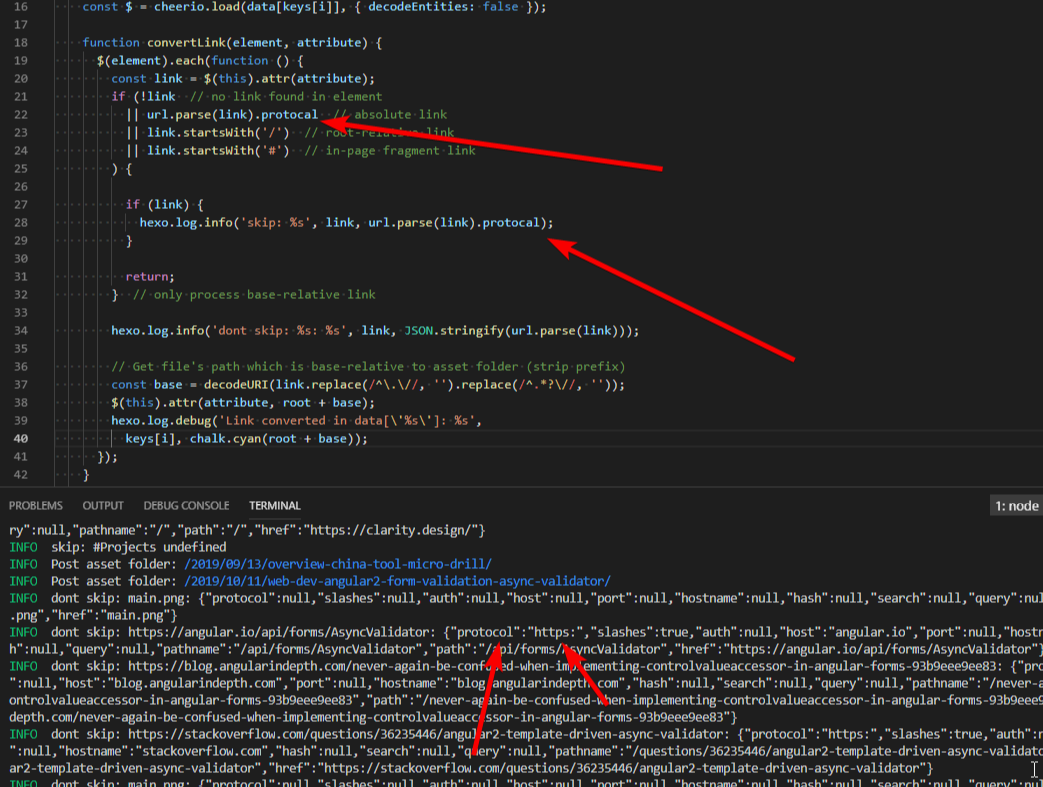 16 const $ = cheerio.load(data[keys[i]], { decodeEntities: false });
17
18 function convertLink(element, attribute) {
19 $(element).each(function () {
20 const link = $(this).attr(attribute);
21 if (!link // no link found in element
22 || url.parse(link).protocal // absolute link
23 || link.startsWith('/') // root-relative link
24 || link.startsWith('#') // in-page fragment link
25 ) {
26
27 if (link) {
28 hexo.log.info('skip: %s', link, url.parse(link).protocal);
29 }
30
31 return;
32 } // only process base-relative link
33
34 hexo.log.info('dont skip: %s: %s', link, JSON.stringify(url.parse(link)));
35
36 // Get file's path which is base-relative to asset folder (strip prefix)
37 const base = decodeURI(link.replace(/^\.\//, '').replace(/^.*?\//, ''));
38 $(this).attr(attribute, root + base);
39 hexo.log.debug('Link converted in data[\'%s\']: %s',
40 keys[i], chalk.cyan(root + base));
41 });
42 }
PROBLEMS OUTPUT DEBUG CONSOLE TERMINAL 1: node
ry":null,"pathname":"/","path":"/","href":"https://clarity.design/"}
INFO skip: #Projects undefined
INFO Post asset folder: /2019/09/13/overview-china-tool-micro-drill/
INFO Post asset folder: /2019/10/11/web-dev-angular2-form-validation-async-validator/
INFO dont skip: main.png: {"protocol":null,"slashes":null,"auth":null,"host":null,"port":null,"hostname":null,"hash":null,"search":null,"query":nul
.png","href":"main.png"}
INFO dont skip: https://angular.io/api/forms/AsyncValidator: {"protocol":"https:","slashes":true,"auth":null,"host":"angular.io","port":null,"hostn
h":null,"query":null,"pathname":"/api/forms/AsyncValidator","path":"/api/forms/AsyncValidator","href":"https://angular.io/api/forms/AsyncValidator"}
INFO dont skip: https://blog.angularindepth.com/never-again-be-confused-when-implementing-controlvalueaccessor-in-angular-forms-93b9eee9ee83: {"pro
":null,"host":"blog.angularindepth.com","port":null,"hostname":"blog.angularindepth.com","hash":null,"search":null,"query":null,"pathname":"/never-a
ontrolvalueaccessor-in-angular-forms-93b9eee9ee83","path":"/never-again-be-confused-when-implementing-controlvalueaccessor-in-angular-forms-93b9eee9
depth.com/never-again-be-confused-when-implementing-controlvalueaccessor-in-angular-forms-93b9eee9ee83"}
INFO dont skip: https://stackoverflow.com/questions/36235446/angular2-template-driven-async-validator: {"protocol":"https:","slashes":true,"auth":n
":null,"hostname":"stackoverflow.com","hash":null,"search":null,"query":null,"pathname":"/questions/36235446/angular2-template-driven-async-validato
ar2-template-driven-async-validator","href":"https://stackoverflow.com/questions/36235446/angular2-template-driven-async-validator"}
INFO dont skip: main.png: {"protocol":null,"slashes":null,"auth":null,"host":null,"port":null,"hostname":null,"hash":null,"search":null,"query":nul